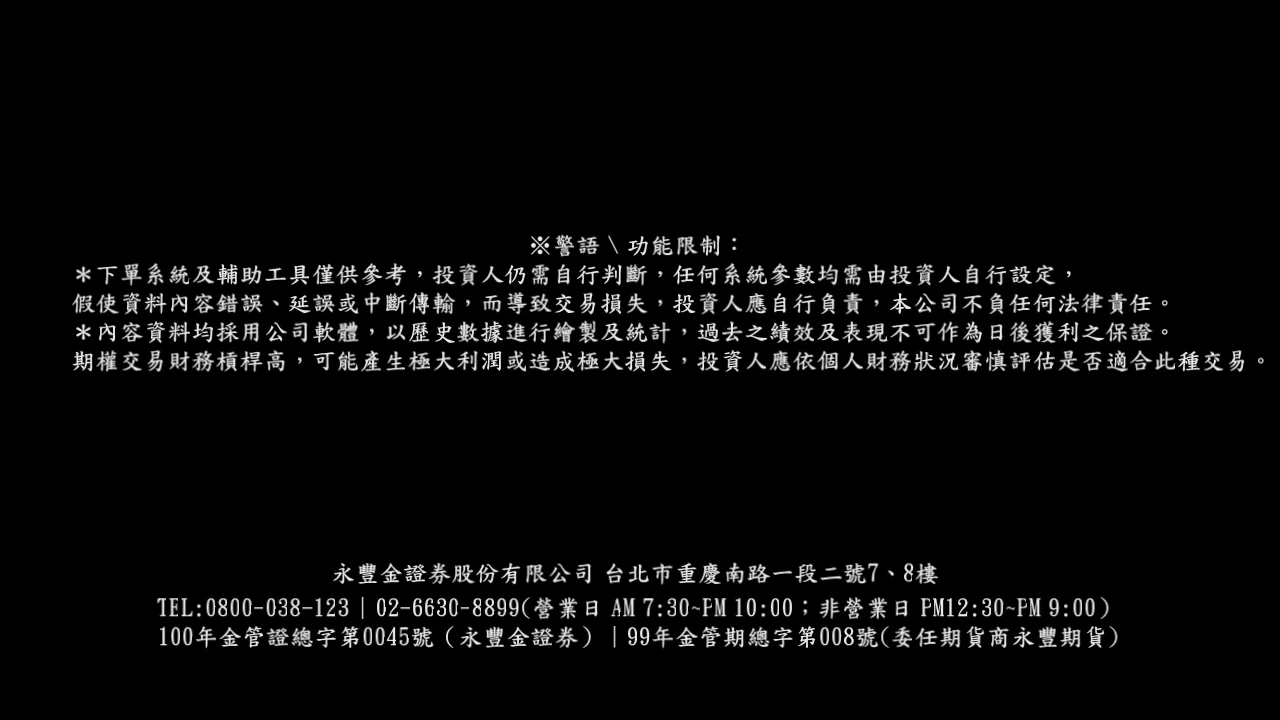 ※警語\功能限制：
＊下單系統及輔助工具僅供參考，投資人仍需自行判斷，任何系統參數均需由投資人自行設定，
假使資料內容錯誤、延誤或中斷傳輸，而導致交易損失，投資人應自行負責，本公司不負任何法律責任。
＊內容資料均採用公司軟體，以歷史數據進行繪製及統計，過去之績效及表現不可作為日後獲利之保證。
期權交易財務槓桿高，可能產生極大利潤或造成極大損失，投資人應依個人財務狀況審慎評估是否適合此種交易。
永豐金證券股份有限公司 台北市重慶南路一段二號7、8樓
TEL:0800-038-123｜02-6630-8899(營業日 AM 7:30~PM 10:00；非營業日 PM12:30~PM 9:00)
100年金管證總字第0045號（永豐金證券）｜99年金管期總字第008號(委任期貨商永豐期貨)